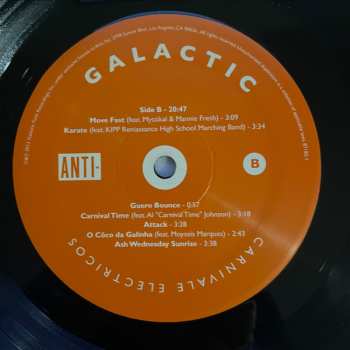 GALACTIC
Side B - 20:47
Move Fast (feat. Mystikal & Mannie Fresh) - 3:09
Karate (feat. KIPP Renaissance High School Marching Band) - 3:34
ANTI-
B
Guero Bounce - 0:57
Carnival Time (feat. Al "Carnival Time" Johnson) - 3:18
Attack - 3:38
O Côco da Galinha (feat. Moyseis Marques) - 2:43
Ash Wednesday Sunrise - 3:38
CARNIVALE ELECTRICOS